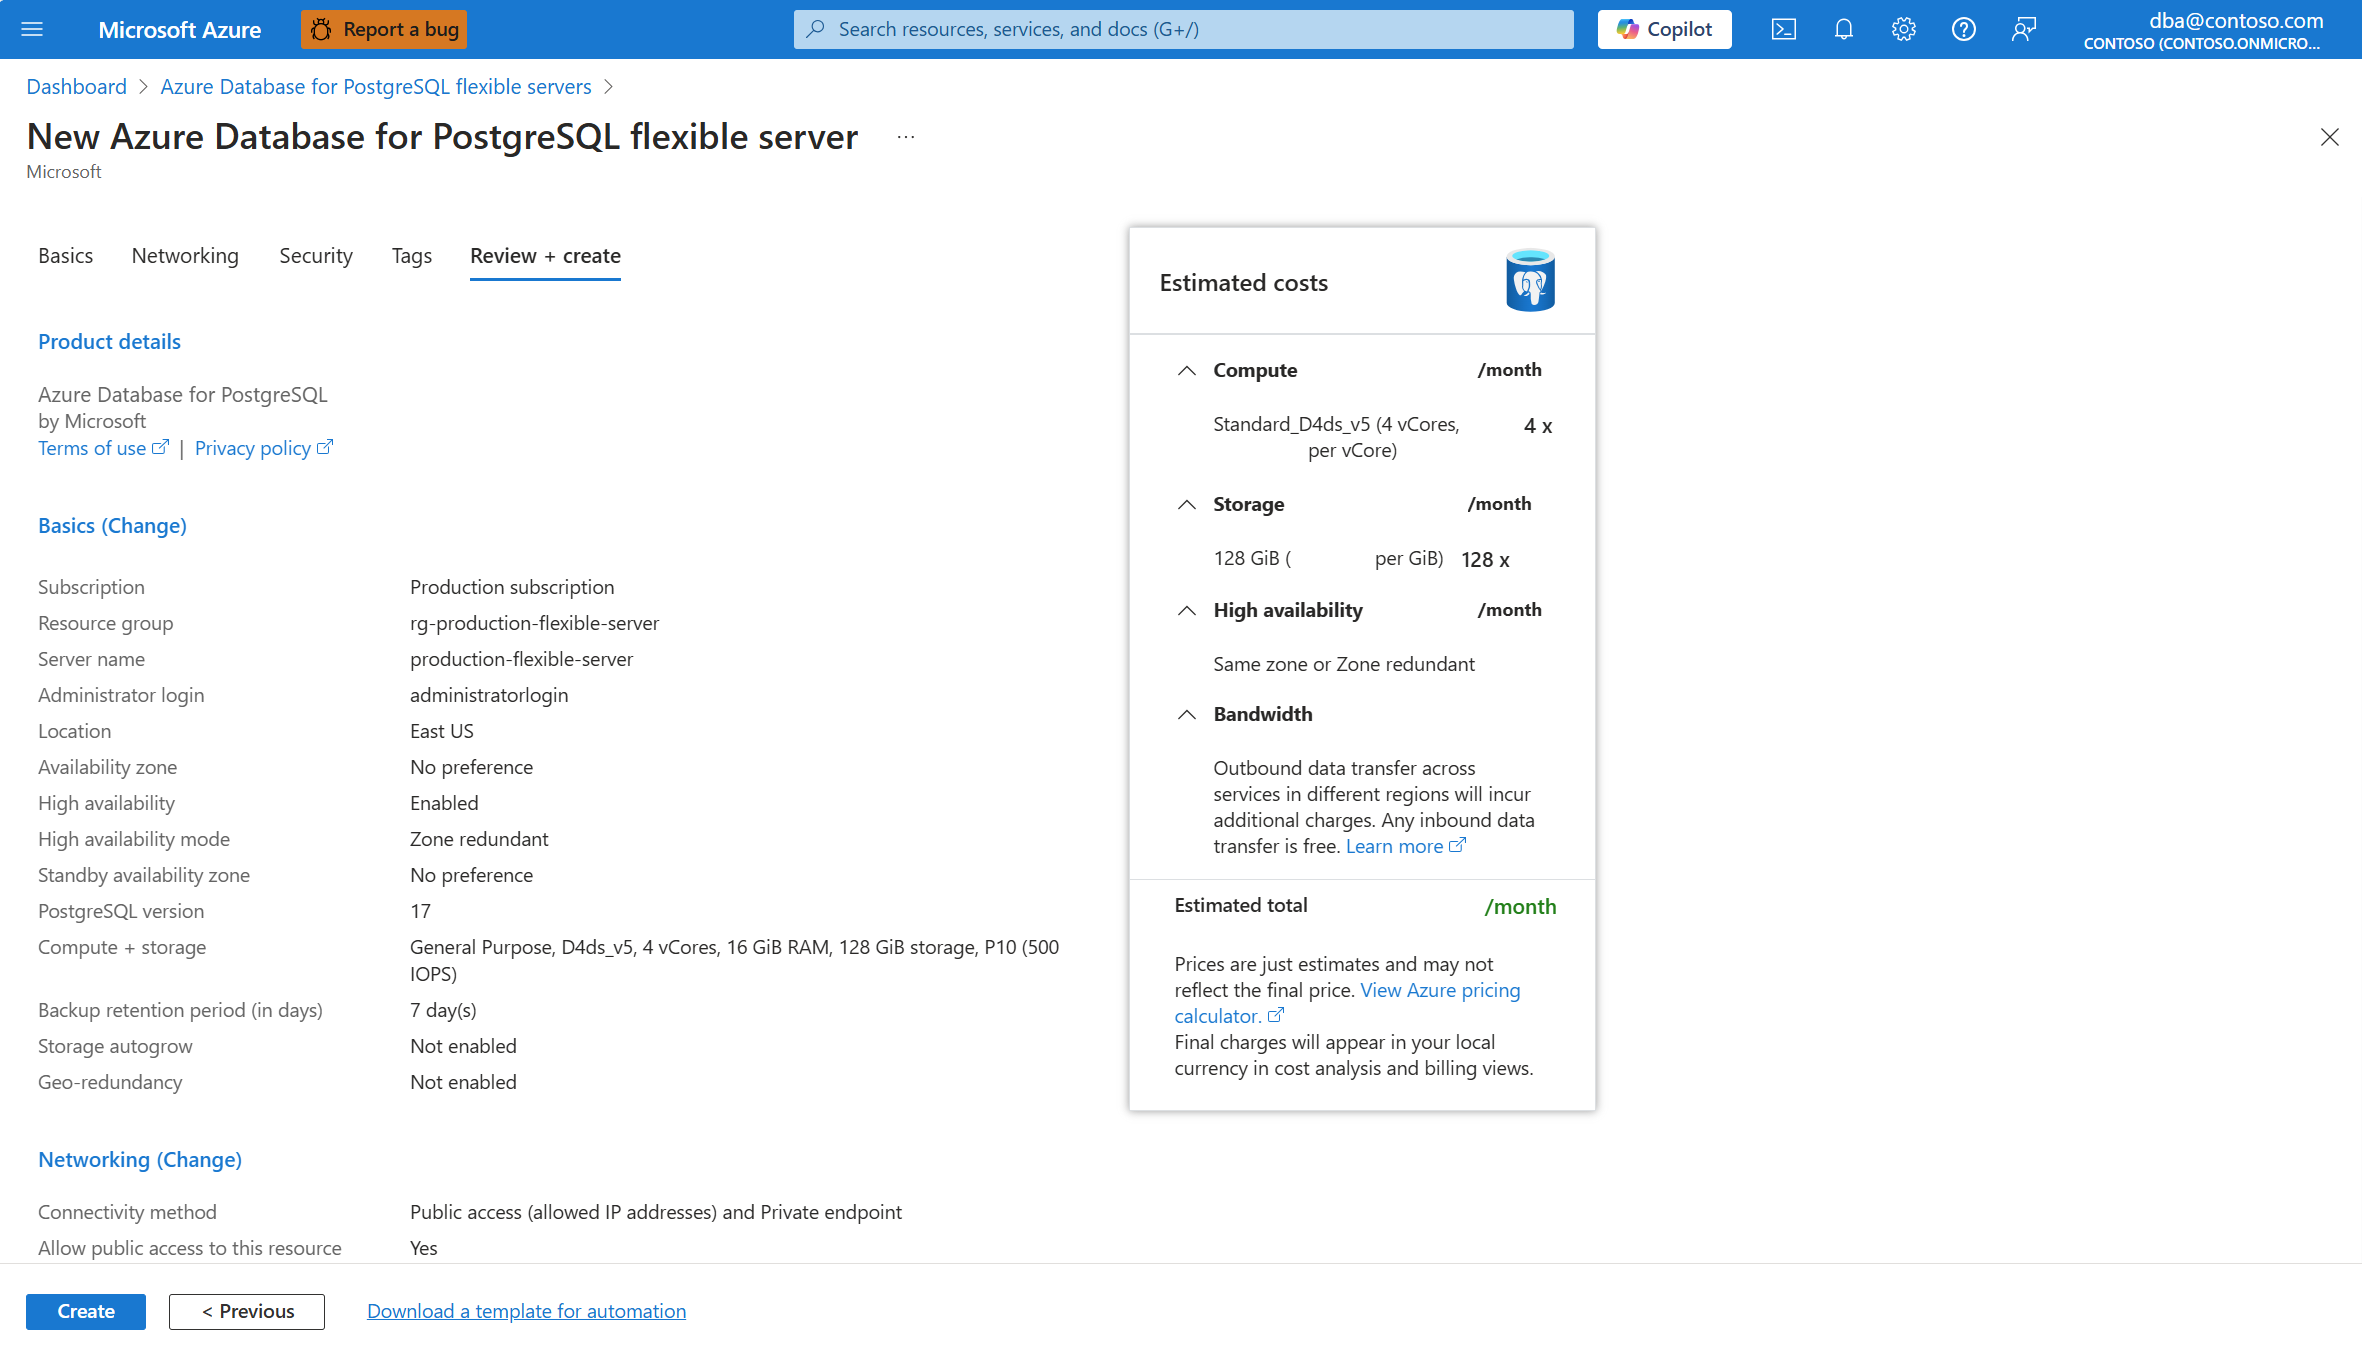 Microsoft Azure
Report a bug
Search resources, services, and docs (G+/)
Copilot
dba@contoso.com
CONTOSO (CONTOSO.ONMICRO...
Dashboard > Azure Database for PostgreSQL flexible servers >
New Azure Database for PostgreSQL flexible server ...
Microsoft
Basics Networking Security Tags Review + create
Product details
Azure Database for PostgreSQL
by Microsoft
Terms of use | Privacy policy
Basics (Change)
Subscription Production subscription
Resource group rg-production-flexible-server
Server name production-flexible-server
Administrator login administratorlogin
Location East US
Availability zone No preference
High availability Enabled
High availability mode Zone redundant
Standby availability zone No preference
PostgreSQL version 17
Compute + storage General Purpose, D4ds_v5, 4 vCores, 16 GiB RAM, 128 GiB storage, P10 (500
IOPS)
Backup retention period (in days) 7 day(s)
Storage autogrow Not enabled
Geo-redundancy Not enabled
Networking (Change)
Connectivity method Public access (allowed IP addresses) and Private endpoint
Allow public access to this resource Yes
Estimated costs
Compute /month
Standard_D4ds_v5 (4 vCores, 4 x
per vCore)
Storage /month
128 GiB ( per GiB) 128 x
High availability /month
Same zone or Zone redundant
Bandwidth
Outbound data transfer across
services in different regions will incur
additional charges. Any inbound data
transfer is free. Learn more
Estimated total /month
Prices are just estimates and may not
reflect the final price. View Azure pricing
calculator.
Final charges will appear in your local
currency in cost analysis and billing views.
Create < Previous Download a template for automation